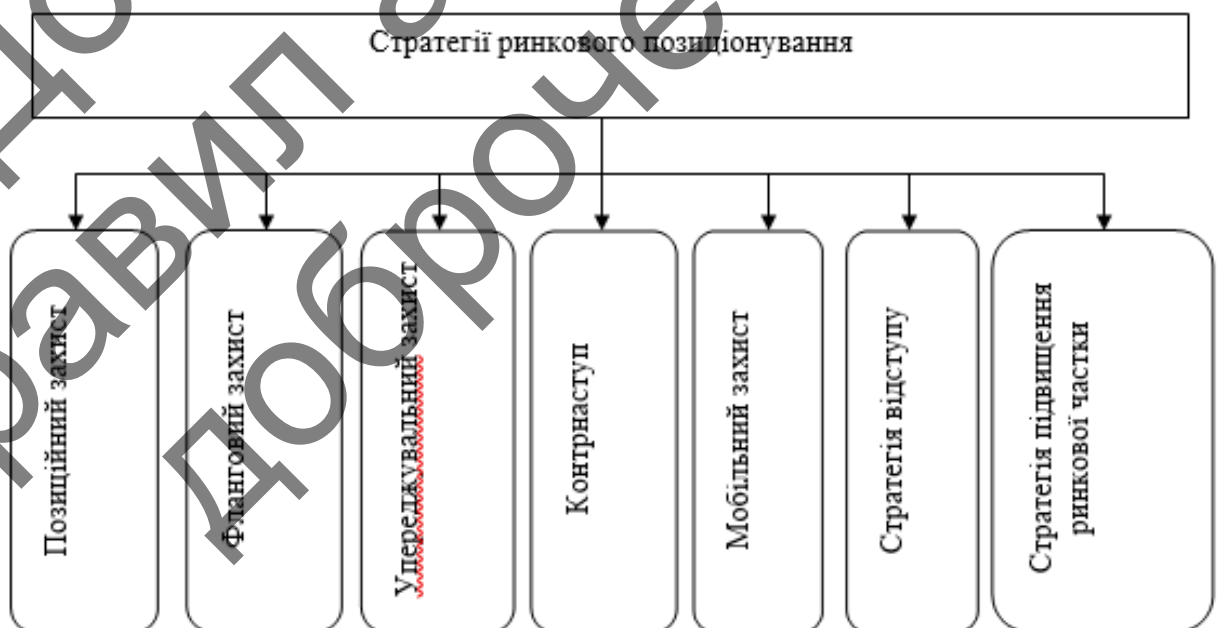 Стратегії ринкового позиціонування
Позиційний захист
Фланговий захист
Упереджувальний захист
Контрнаступ
Мобільний захист
Стратегія відступу
Стратегія підвищення
ринкової частки